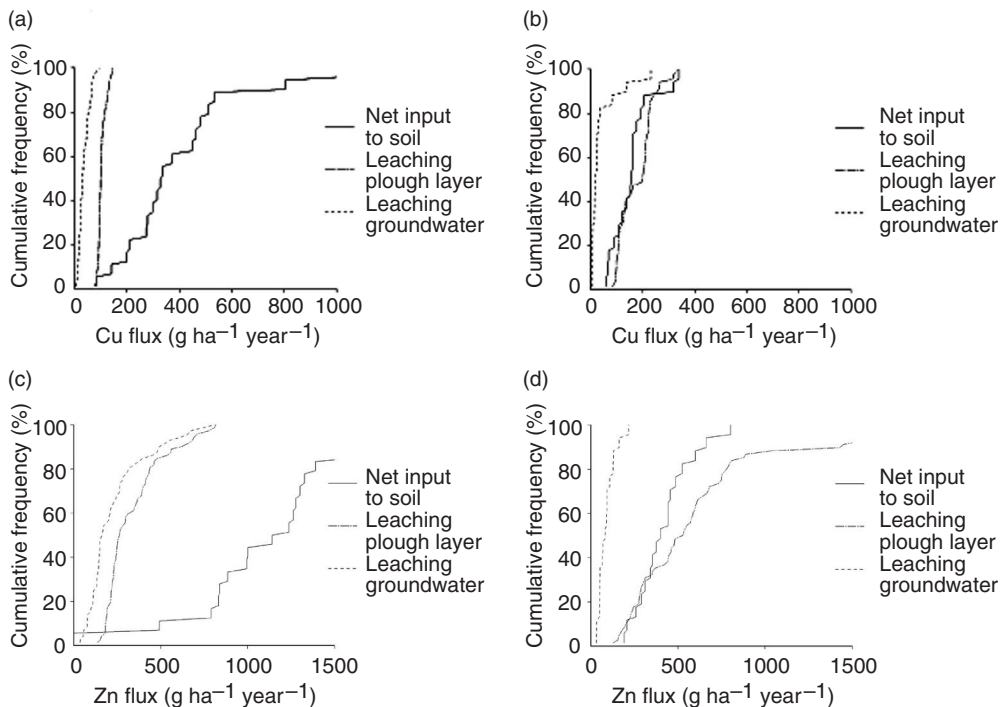 (a)
Cumulative frequency (%)
100
80
60
40
20
0
0 200 400 600 800 1000
Cu flux (g ha−1 year−1)
Net input
to soil
Leaching
plough layer
Leaching
groundwater
(b)
Cumulative frequency (%)
100
80
60
40
20
0
0 200 400 600 800 1000
Cu flux (g ha−1 year−1)
Net input
to soil
Leaching
plough layer
Leaching
groundwater
(c)
Cumulative frequency (%)
100
80
60
40
20
0
0 500 1000 1500
Zn flux (g ha−1 year−1)
Net input
to soil
Leaching
plough layer
Leaching
groundwater
(d)
Cumulative frequency (%)
100
80
60
40
20
0
0 500 1000 1500
Zn flux (g ha−1 year−1)
Net input
to soil
Leaching
plough layer
Leaching
groundwater